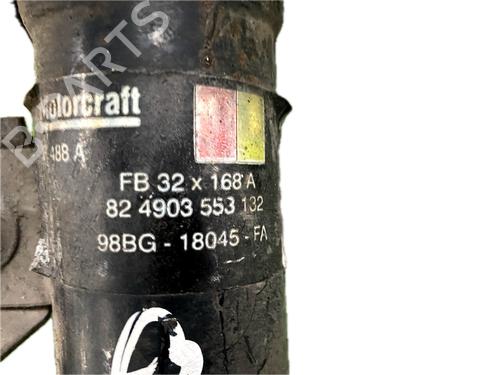 Motorcraft
488 A
FB 32 x 168 A
82 4903 553 132
98BG - 18045 - FA